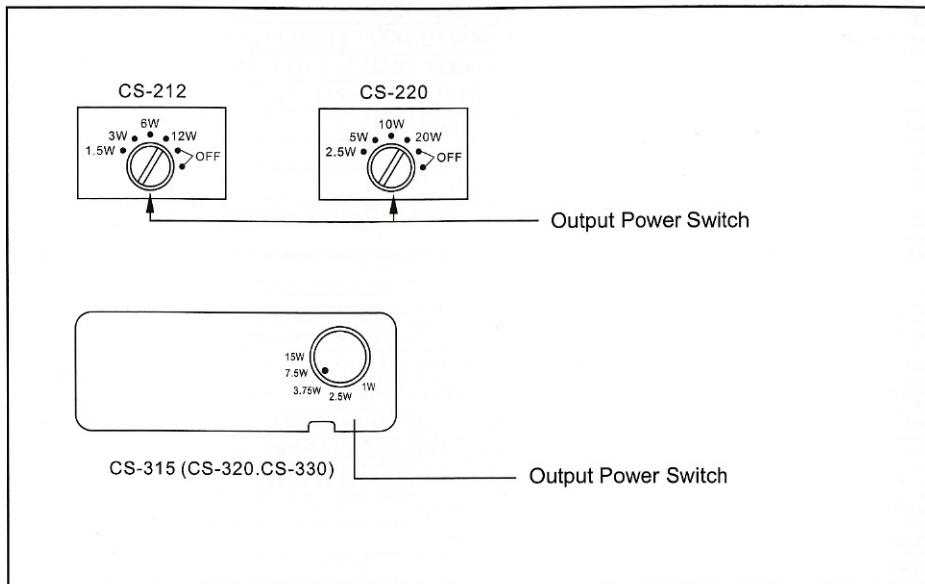 CS-212
CS-220
6W
3W
12W
1.5W
OFF
10W
5W
20W
2.5W
OFF
Output Power Switch
15W
7.5W
3.75W
2.5W
1W
CS-315 (CS-320.CS-330)
Output Power Switch